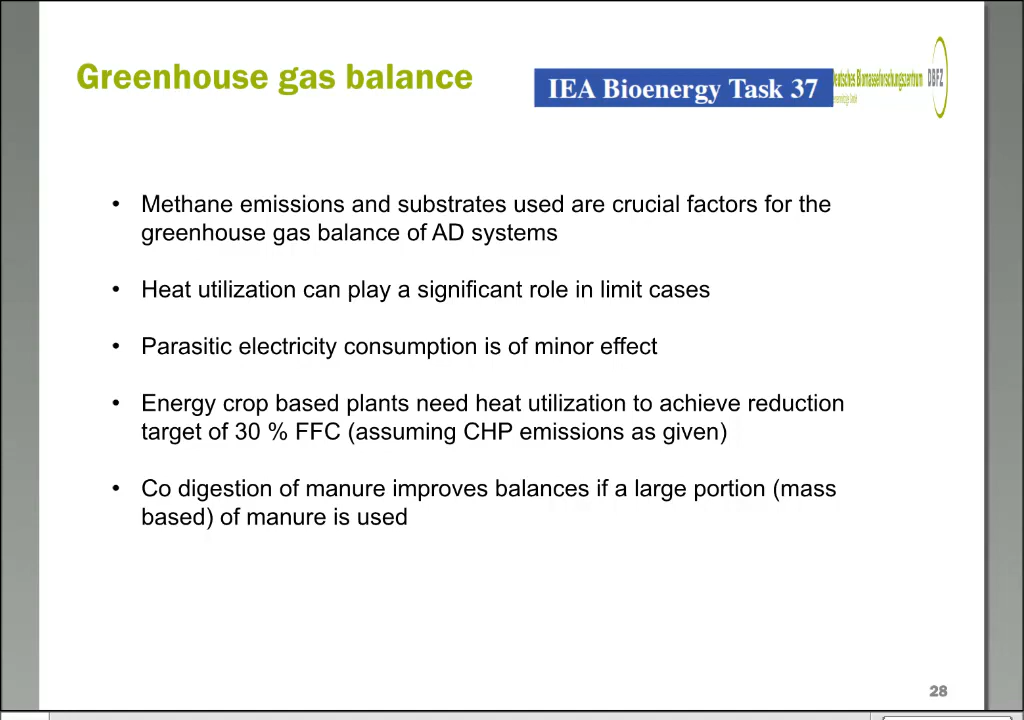 Greenhouse gas balance
IEA Bioenergy Task 37
Biomasseforschungszentrum
DBFZ
• Methane emissions and substrates used are crucial factors for the
greenhouse gas balance of AD systems
• Heat utilization can play a significant role in limit cases
• Parasitic electricity consumption is of minor effect
• Energy crop based plants need heat utilization to achieve reduction
target of 30 % FFC (assuming CHP emissions as given)
• Co digestion of manure improves balances if a large portion (mass
based) of manure is used
28